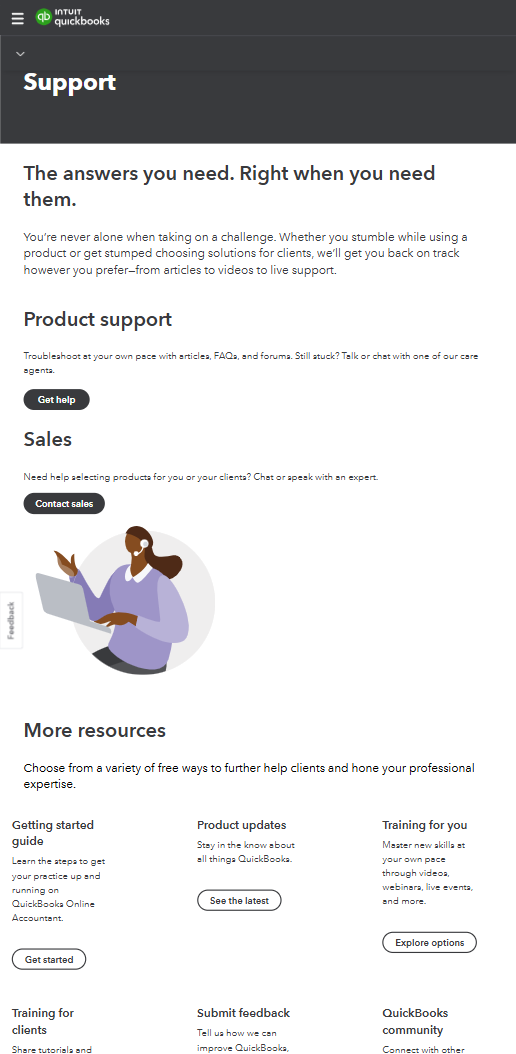 INTUIT
qb quickbooks
Support
The answers you need. Right when you need
them.
You're never alone when taking on a challenge. Whether you stumble while using a
product or get stumped choosing solutions for clients, we'll get you back on track
however you prefer—from articles to videos to live support.
Product support
Troubleshoot at your own pace with articles, FAQs, and forums. Still stuck? Talk or chat with one of our care
agents.
Get help
Sales
Need help selecting products for you or your clients? Chat or speak with an expert.
Contact sales
Feedback
More resources
Choose from a variety of free ways to further help clients and hone your professional
expertise.
Getting started
guide
Learn the steps to get
your practice up and
running on
QuickBooks Online
Accountant.
Get started
Product updates
Stay in the know about
all things QuickBooks.
See the latest
Training for you
Master new skills at
your own pace
through videos,
webinars, live events,
and more.
Explore options
Training for
clients
Share tutorials and
Submit feedback
Tell us how we can
improve QuickBooks,
QuickBooks
community
Connect with other